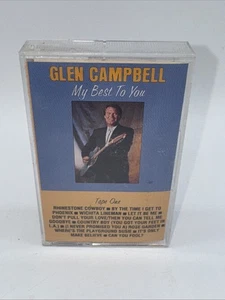 GLEN CAMPBELL
My Best To You
Tape One
RHINESTONE COWBOY ■ BY THE TIME I GET TO
PHOENIX ■ WICHITA LINEMAN ■ LET IT BE ME ■
DON'T PULL YOUR LOVE/THEN YOU CAN TELL ME
GOODBYE ■ COUNTRY BOY (YOU GOT YOUR FEET IN
L.A.) ■ (I NEVER PROMISED YOU A) ROSE GARDEN ■
WHERE'S THE PLAYGROUND SUSIE ■ IT'S ONLY
MAKE BELIEVE ■ CAN YOU FOOL?